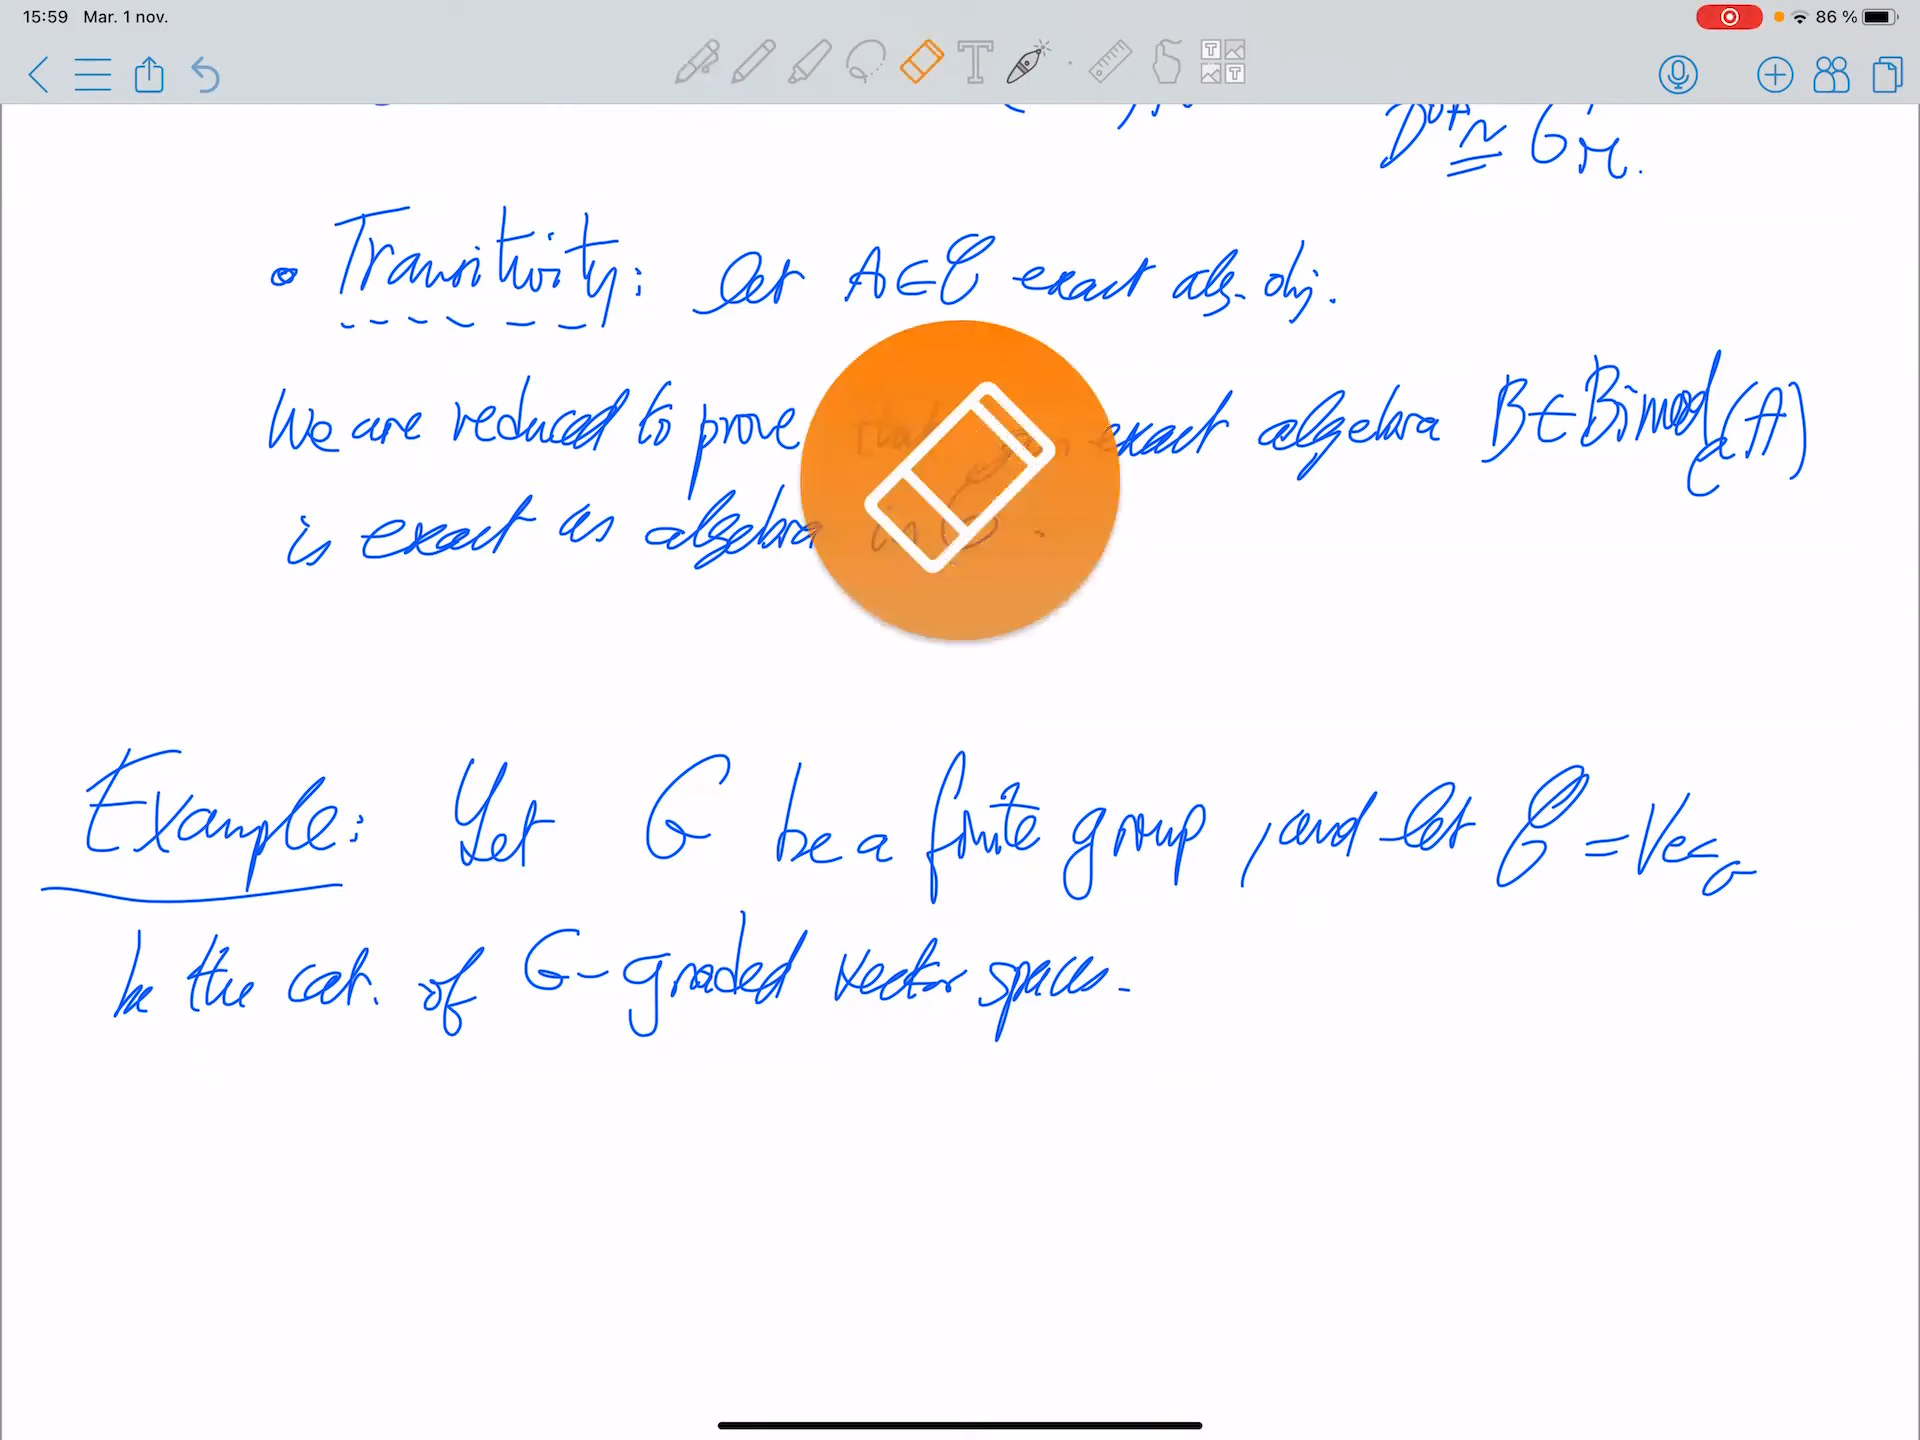 15:59 Mar. 1 nov. 86 %
D^op ≃ C*_M.
• Transitivity: let A∈C exact alg. obj.
We are reduced to prove exact algebra B∈Bimod_C(A)
is exact as algebra in C.
Example: Let G be a finite group, and let C = Vec_G
be the cat. of G-graded vector spaces.